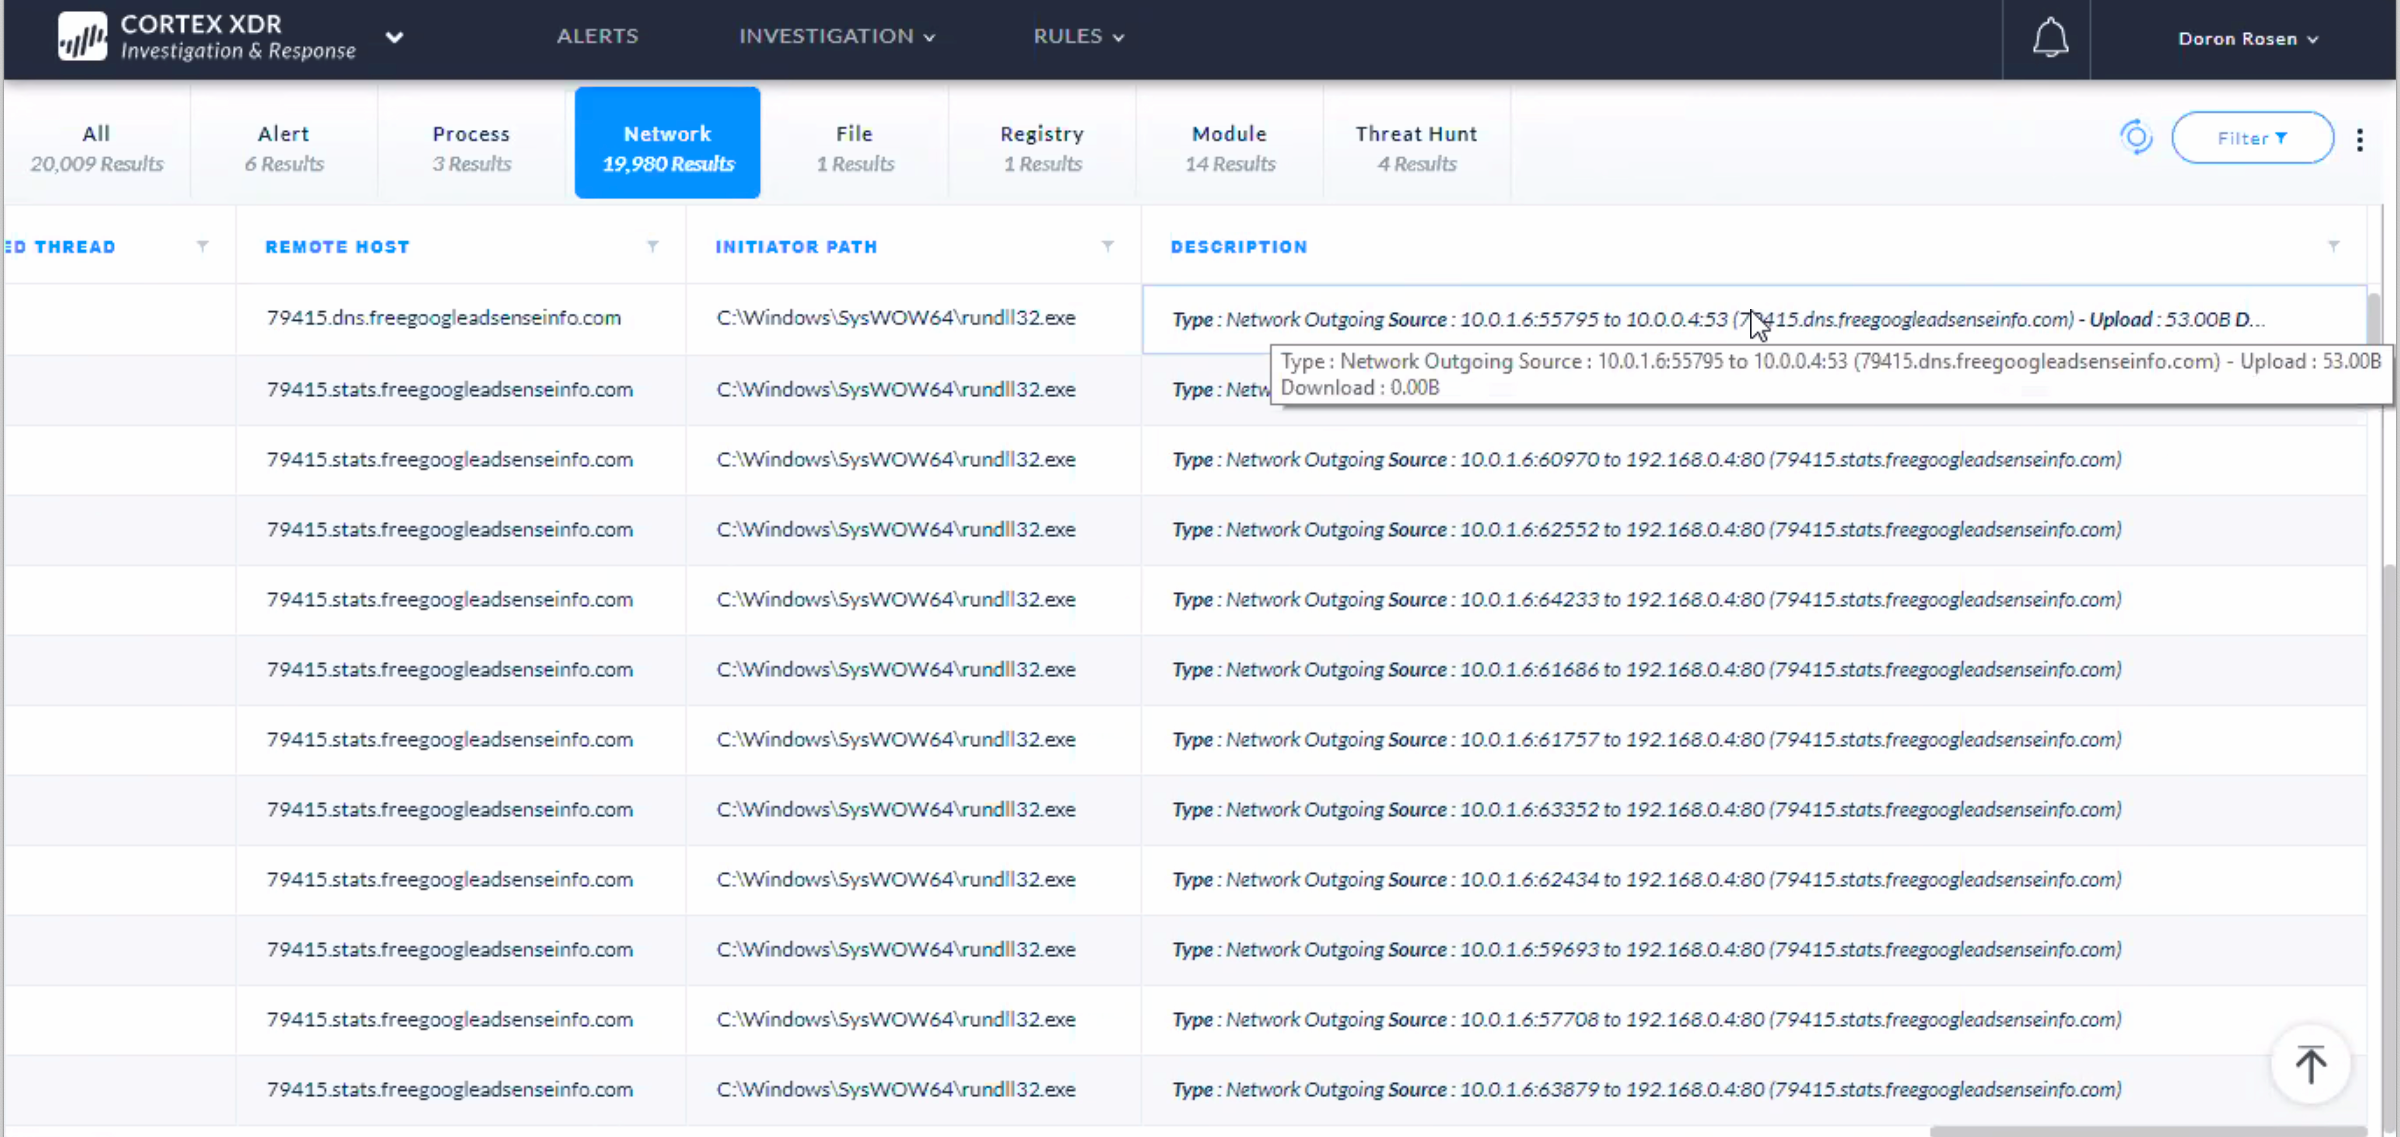 CORTEX XDR
Investigation & Response
ALERTS INVESTIGATION RULES Doron Rosen
All Alert Process Network File Registry Module Threat Hunt
20,009 Results 6 Results 3 Results 19,980 Results 1 Results 1 Results 14 Results 4 Results
Filter
ED THREAD REMOTE HOST INITIATOR PATH DESCRIPTION
79415.dns.freegoogleadsenseinfo.com C:\Windows\SysWOW64\rundll32.exe Type : Network Outgoing Source : 10.0.1.6:55795 to 10.0.0.4:53 (79415.dns.freegoogleadsenseinfo.com) - Upload : 53.00B D...
Type : Network Outgoing Source : 10.0.1.6:55795 to 10.0.0.4:53 (79415.dns.freegoogleadsenseinfo.com) - Upload : 53.00B
Download : 0.00B
79415.stats.freegoogleadsenseinfo.com C:\Windows\SysWOW64\rundll32.exe Type : Netw
79415.stats.freegoogleadsenseinfo.com C:\Windows\SysWOW64\rundll32.exe Type : Network Outgoing Source : 10.0.1.6:60970 to 192.168.0.4:80 (79415.stats.freegoogleadsenseinfo.com)
79415.stats.freegoogleadsenseinfo.com C:\Windows\SysWOW64\rundll32.exe Type : Network Outgoing Source : 10.0.1.6:62552 to 192.168.0.4:80 (79415.stats.freegoogleadsenseinfo.com)
79415.stats.freegoogleadsenseinfo.com C:\Windows\SysWOW64\rundll32.exe Type : Network Outgoing Source : 10.0.1.6:64233 to 192.168.0.4:80 (79415.stats.freegoogleadsenseinfo.com)
79415.stats.freegoogleadsenseinfo.com C:\Windows\SysWOW64\rundll32.exe Type : Network Outgoing Source : 10.0.1.6:61686 to 192.168.0.4:80 (79415.stats.freegoogleadsenseinfo.com)
79415.stats.freegoogleadsenseinfo.com C:\Windows\SysWOW64\rundll32.exe Type : Network Outgoing Source : 10.0.1.6:61757 to 192.168.0.4:80 (79415.stats.freegoogleadsenseinfo.com)
79415.stats.freegoogleadsenseinfo.com C:\Windows\SysWOW64\rundll32.exe Type : Network Outgoing Source : 10.0.1.6:63352 to 192.168.0.4:80 (79415.stats.freegoogleadsenseinfo.com)
79415.stats.freegoogleadsenseinfo.com C:\Windows\SysWOW64\rundll32.exe Type : Network Outgoing Source : 10.0.1.6:62434 to 192.168.0.4:80 (79415.stats.freegoogleadsenseinfo.com)
79415.stats.freegoogleadsenseinfo.com C:\Windows\SysWOW64\rundll32.exe Type : Network Outgoing Source : 10.0.1.6:59693 to 192.168.0.4:80 (79415.stats.freegoogleadsenseinfo.com)
79415.stats.freegoogleadsenseinfo.com C:\Windows\SysWOW64\rundll32.exe Type : Network Outgoing Source : 10.0.1.6:57708 to 192.168.0.4:80 (79415.stats.freegoogleadsenseinfo.com)
79415.stats.freegoogleadsenseinfo.com C:\Windows\SysWOW64\rundll32.exe Type : Network Outgoing Source : 10.0.1.6:63879 to 192.168.0.4:80 (79415.stats.freegoogleadsenseinfo.com)